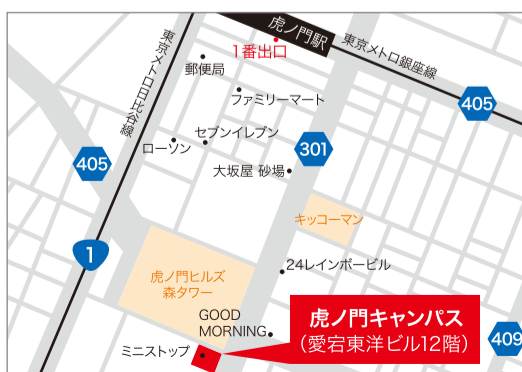 虎ノ門駅
1番出口
東京メトロ銀座線
東京メトロ日比谷線
郵便局
ファミリーマート
405
セブンイレブン
ローソン
301
405
大坂屋 砂場
キッコーマン
1
24レインボービル
虎ノ門ヒルズ
森タワー
GOOD
MORNING
虎ノ門キャンパス
（愛宕東洋ビル12階）
409
ミニストップ